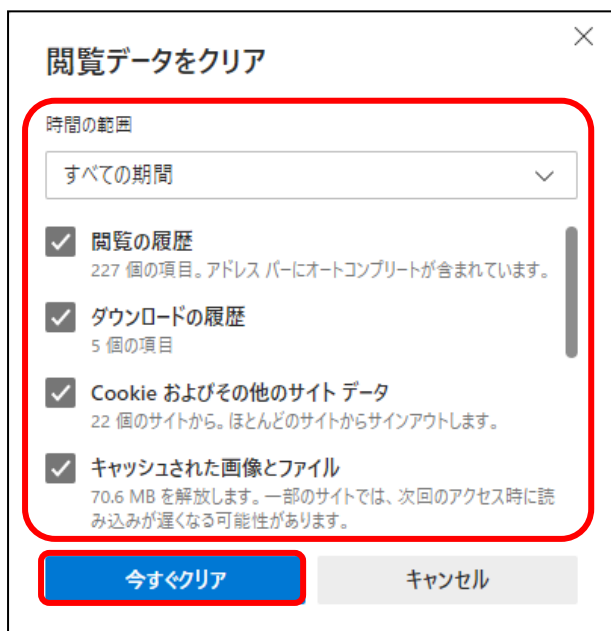 閲覧データをクリア
時間の範囲
すべての期間
閲覧の履歴
227 個の項目。アドレス バーにオートコンプリートが含まれています。
ダウンロードの履歴
5 個の項目
Cookie およびその他のサイト データ
22 個のサイトから。ほとんどのサイトからサインアウトします。
キャッシュされた画像とファイル
70.6 MB を解放します。一部のサイトでは、次回のアクセス時に読
み込みが遅くなる可能性があります。
今すぐクリア
キャンセル